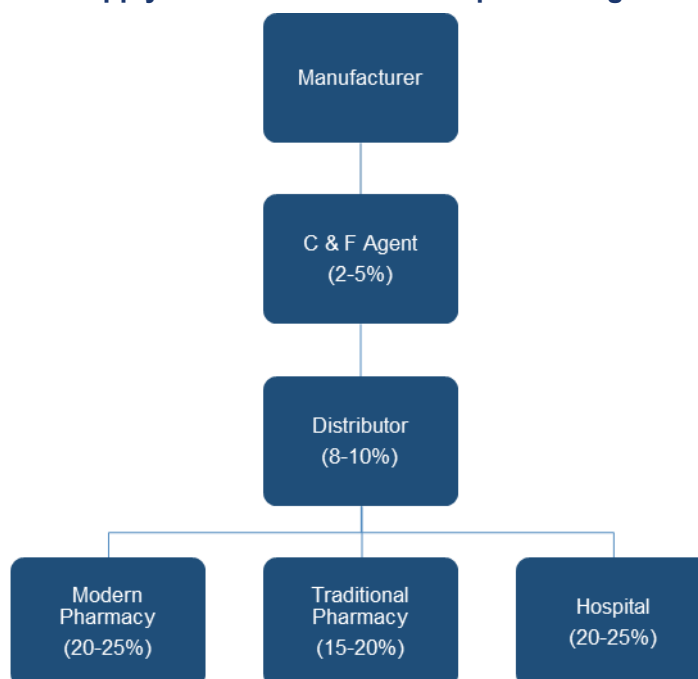 Manufacturer
C & F Agent
(2-5%)
Distributor
(8-10%)
Modern
Pharmacy
(20-25%)
Traditional
Pharmacy
(15-20%)
Hospital
(20-25%)